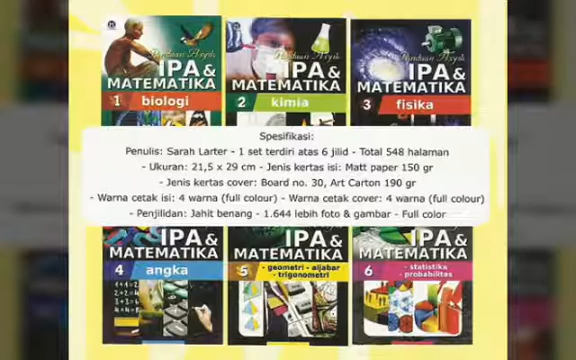 Panduan Asyik
IPA &
MATEMATIKA
1 biologi
Panduan Asyik
IPA &
MATEMATIKA
2 kimia
Panduan Asyik
IPA &
MATEMATIKA
3 fisika
Spesifikasi:
Penulis: Sarah Larter - 1 set terdiri atas 6 jilid - Total 548 halaman
- Ukuran: 21,5 x 29 cm - Jenis kertas isi: Matt paper 150 gr
- Jenis kertas cover: Board no. 30, Art Carton 190 gr
- Warna cetak isi: 4 warna (full colour) - Warna cetak cover: 4 warna (full colour)
- Penjilidan: Jahit benang - 1.644 lebih foto & gambar - Full color
IPA &
MATEMATIKA
4 angka
IPA &
MATEMATIKA
5 - geometri - aljabar
- trigonometri
IPA &
MATEMATIKA
6 - statistika
- probabilitas